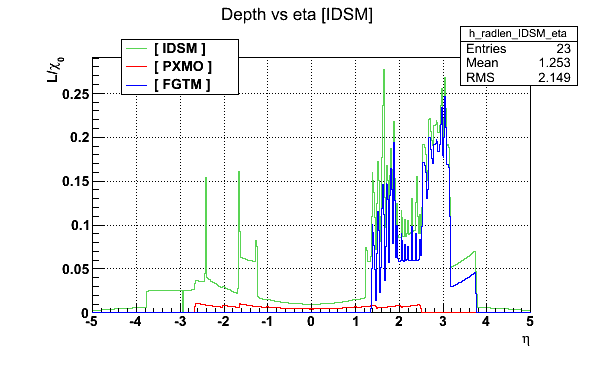 Depth vs eta [IDSM]
h_radlen_IDSM_eta
Entries 23
Mean 1.253
RMS 2.149
[ IDSM ]
[ PXMO ]
[ FGTM ]
L/χ₀
0.25
0.2
0.15
0.1
0.05
0
-5 -4 -3 -2 -1 0 1 2 3 4 5
η